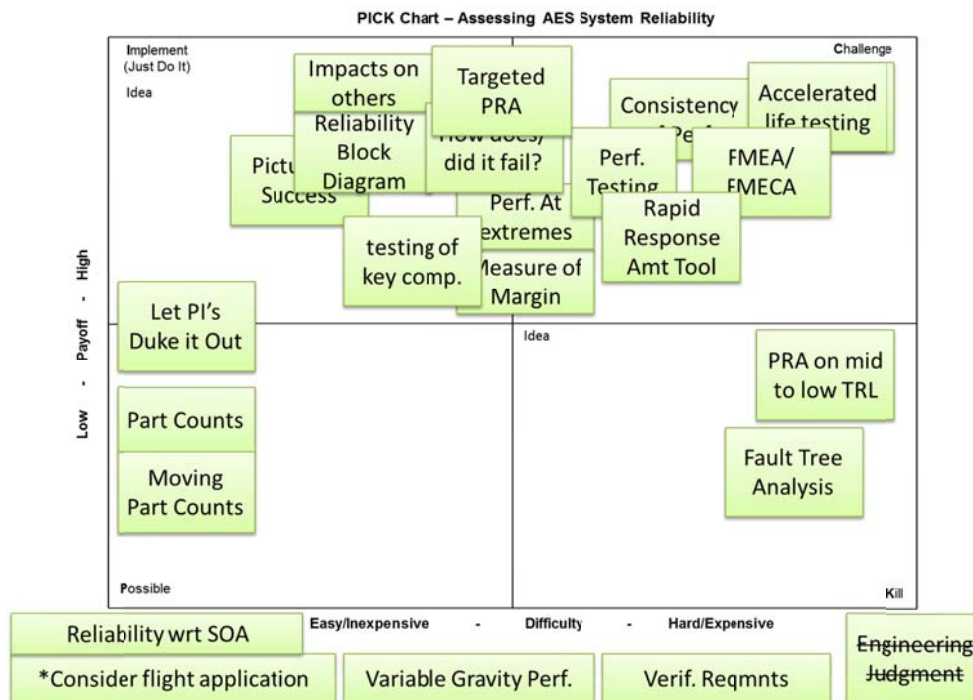 PICK Chart – Assessing AES System Reliability
Implement
(Just Do It)
Idea
Challenge
Impacts on
others
Targeted
PRA
Consistency
Accelerated
life testing
Reliability
Block
Diagram
How does/
did it fail?
Perf.
Testing
FMEA/
FMECA
Success
Perf. At
extremes
Rapid
Response
Amt Tool
testing of
key comp.
Measure of
Margin
Let PI's
Duke it Out
Idea
PRA on mid
to low TRL
Part Counts
Moving
Part Counts
Fault Tree
Analysis
Low - Payoff - High
Possible
Kill
Easy/Inexpensive - Difficulty - Hard/Expensive
Reliability wrt SOA
*Consider flight application
Variable Gravity Perf.
Verif. Reqmnts
Engineering
Judgment